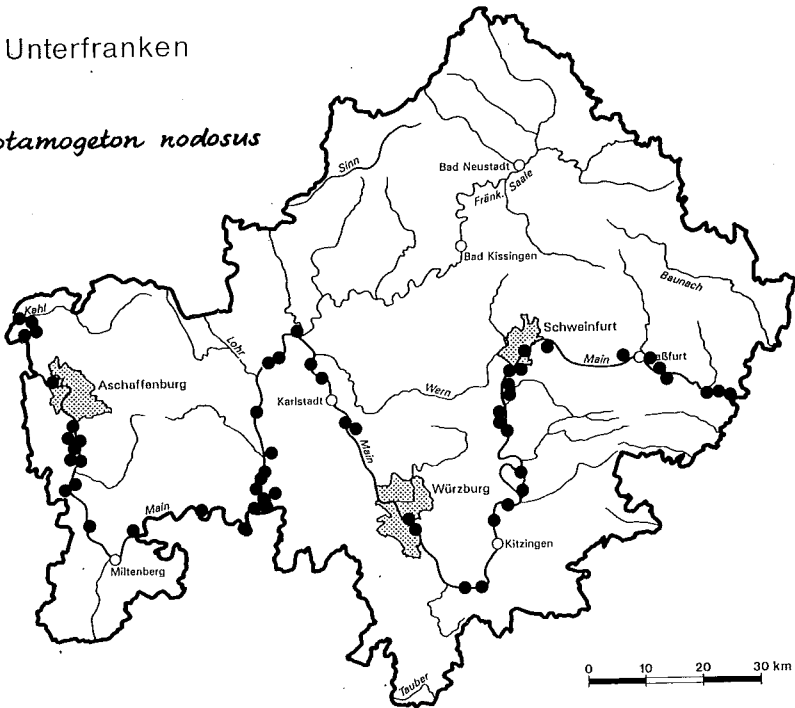 Unterfranken
otamogeton nodosus
Sinn
Bad Neustadt
Fränk. Saale
Bad Kissingen
Baunach
Kahl
Lohr
Schweinfurt
Main
aßfurt
Aschaffenburg
Wern
Karlstadt
Main
Würzburg
Main
Kitzingen
Miltenberg
0 10 20 30 km
Tauber